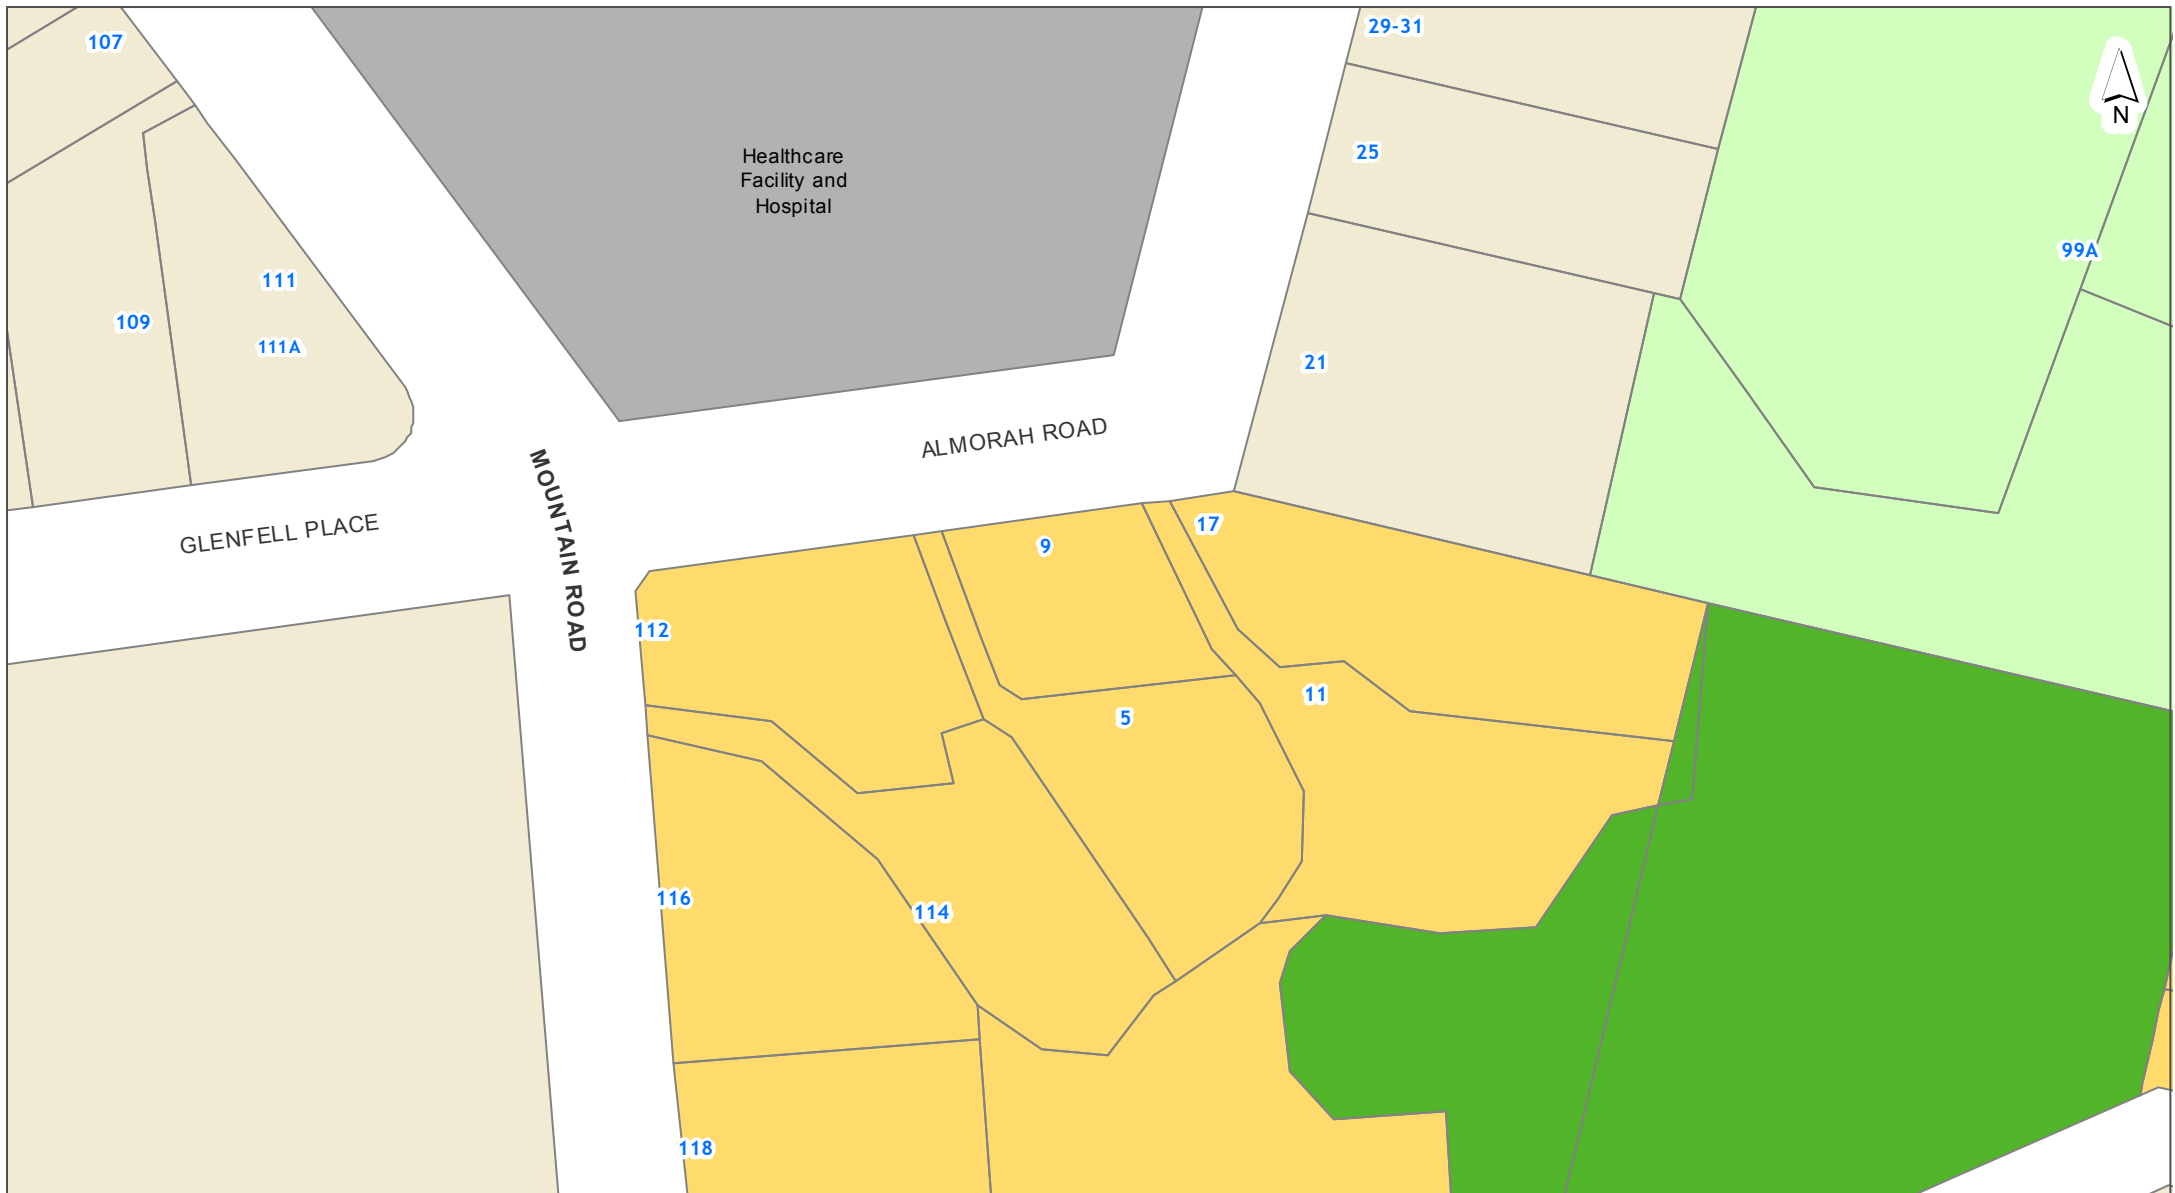 29-31
107
N
25
Healthcare
Facility and
Hospital
99A
111
109
111A
21
ALMORAH ROAD
GLENFELL PLACE
MOUNTAIN ROAD
17
9
112
11
5
116
114
118